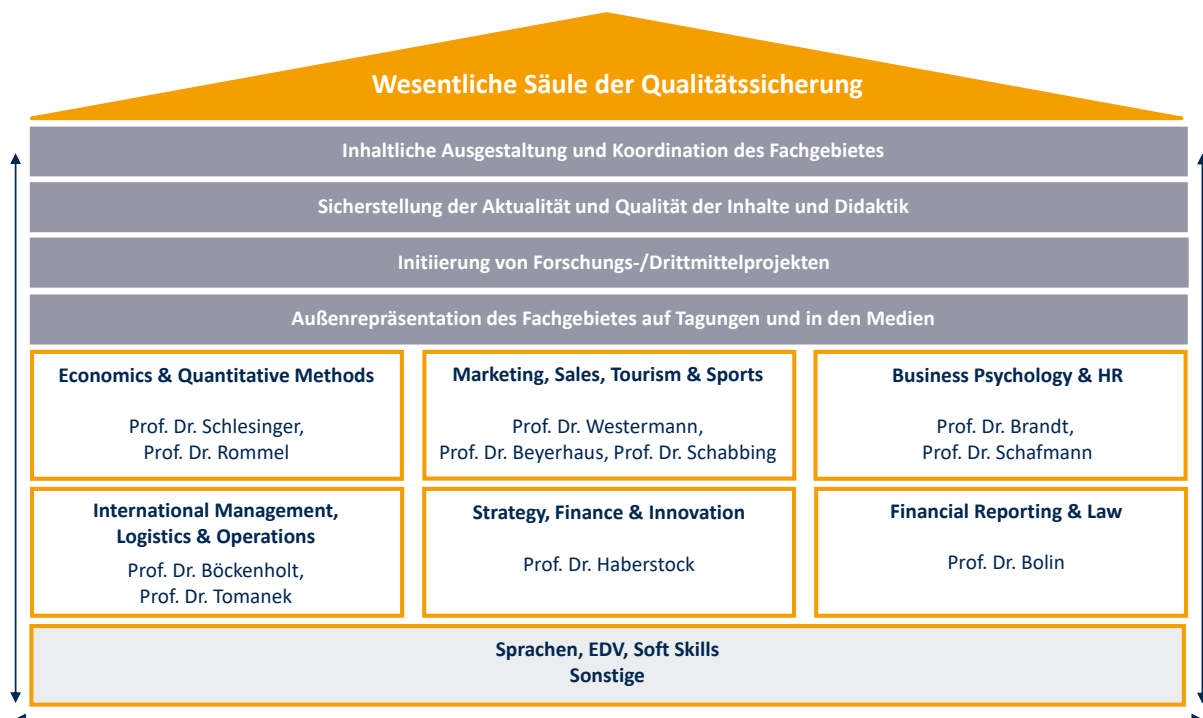 Wesentliche Säule der Qualitätssicherung
Inhaltliche Ausgestaltung und Koordination des Fachgebietes
Sicherstellung der Aktualität und Qualität der Inhalte und Didaktik
Initiierung von Forschungs-/Drittmittelprojekten
Außenrepräsentation des Fachgebietes auf Tagungen und in den Medien
Economics & Quantitative Methods
Prof. Dr. Schlesinger,
Prof. Dr. Rommel
Marketing, Sales, Tourism & Sports
Prof. Dr. Westermann,
Prof. Dr. Beyerhaus, Prof. Dr. Schabbing
Business Psychology & HR
Prof. Dr. Brandt,
Prof. Dr. Schafmann
International Management,
Logistics & Operations
Prof. Dr. Böckenholt,
Prof. Dr. Tomanek
Strategy, Finance & Innovation
Prof. Dr. Haberstock
Financial Reporting & Law
Prof. Dr. Bolin
Sprachen, EDV, Soft Skills
Sonstige